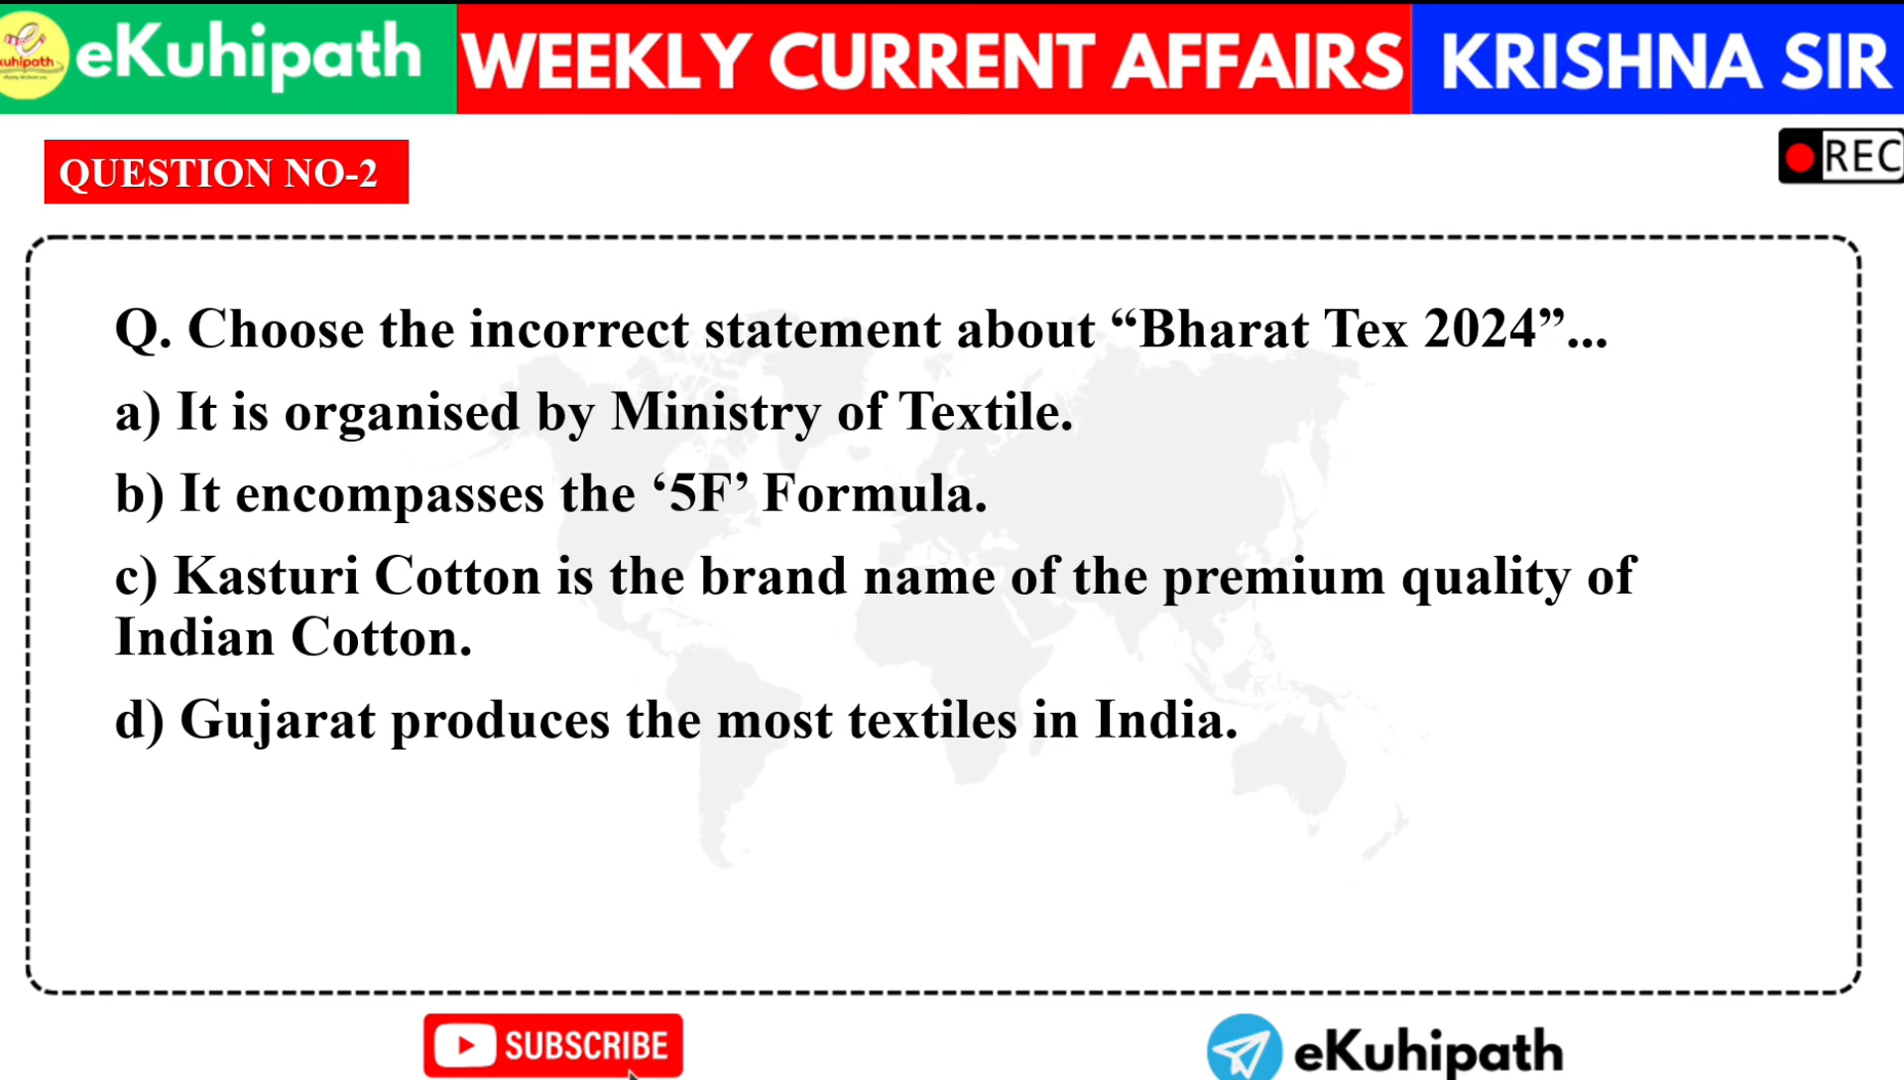 eKuhipath
WEEKLY CURRENT AFFAIRS
KRISHNA SIR
QUESTION NO-2
REC
Q. Choose the incorrect statement about “Bharat Tex 2024”...
a) It is organised by Ministry of Textile.
b) It encompasses the ‘5F’ Formula.
c) Kasturi Cotton is the brand name of the premium quality of
Indian Cotton.
d) Gujarat produces the most textiles in India.
SUBSCRIBE
eKuhipath